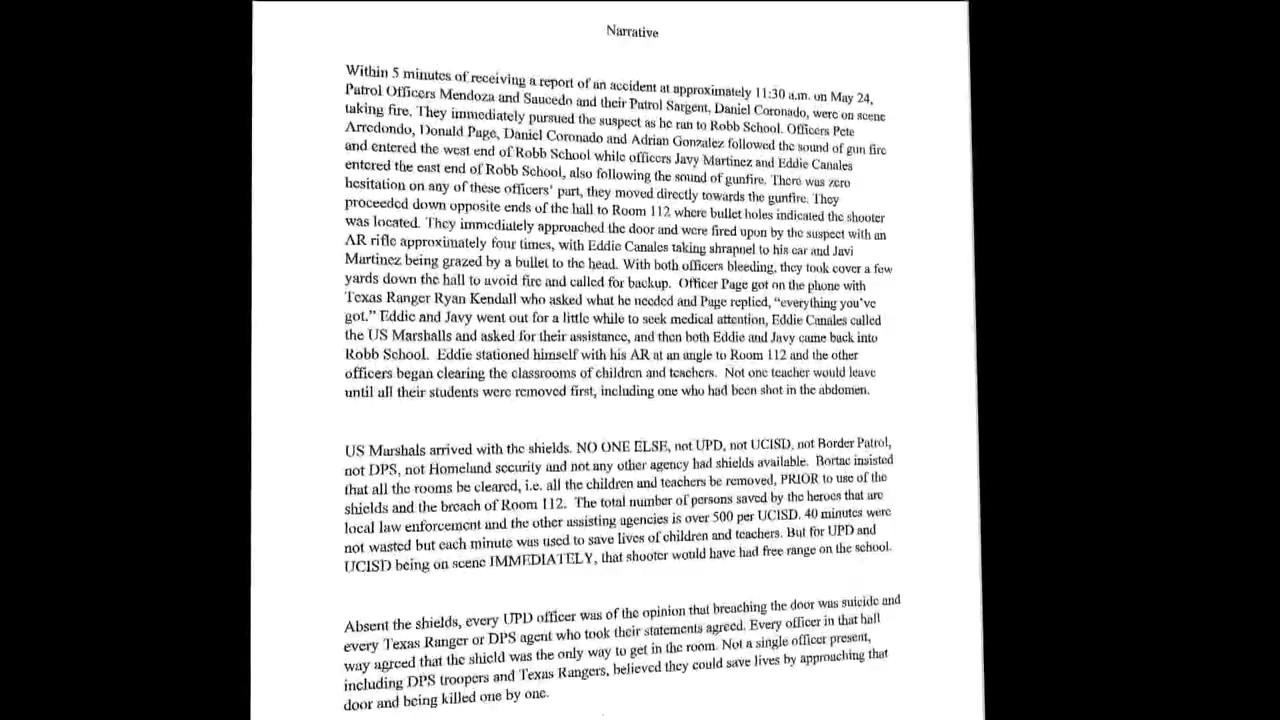 Narrative
Within 5 minutes of receiving a report of an accident at approximately 11:30 a.m. on May 24,
Patrol Officers Mendoza and Saucedo and their Patrol Sargent, Daniel Coronado, were on scene
taking fire. They immediately pursued the suspect as he ran to Robb School. Officers Pete
Arredondo, Donald Page, Daniel Coronado and Adrian Gonzalez followed the sound of gun fire
and entered the west end of Robb School while officers Javy Martinez and Eddie Canales
entered the east end of Robb School, also following the sound of gunfire. There was zero
hesitation on any of these officers' part, they moved directly towards the gunfire. They
proceeded down opposite ends of the hall to Room 112 where bullet holes indicated the shooter
was located. They immediately approached the door and were fired upon by the suspect with an
AR rifle approximately four times, with Eddie Canales taking shrapnel to his ear and Javi
Martinez being grazed by a bullet to the head. With both officers bleeding, they took cover a few
yards down the hall to avoid fire and called for backup. Officer Page got on the phone with
Texas Ranger Ryan Kendall who asked what he needed and Page replied, “everything you've
got.” Eddie and Javy went out for a little while to seek medical attention, Eddie Canales called
the US Marshalls and asked for their assistance, and then both Eddie and Javy came back into
Robb School. Eddie stationed himself with his AR at an angle to Room 112 and the other
officers began clearing the classrooms of children and teachers. Not one teacher would leave
until all their students were removed first, including one who had been shot in the abdomen.
US Marshals arrived with the shields. NO ONE ELSE, not UPD, not UCISD, not Border Patrol,
not DPS, not Homeland security and not any other agency had shields available. Bortac insisted
that all the rooms be cleared, i.e. all the children and teachers be removed, PRIOR to use of the
shields and the breach of Room 112. The total number of persons saved by the heroes that are
local law enforcement and the other assisting agencies is over 500 per UCISD. 40 minutes were
not wasted but each minute was used to save lives of children and teachers. But for UPD and
UCISD being on scene IMMEDIATELY, that shooter would have had free range on the school.
Absent the shields, every UPD officer was of the opinion that breaching the door was suicide and
every Texas Ranger or DPS agent who took their statements agreed. Every officer in that hall
way agreed that the shield was the only way to get in the room. Not a single officer present,
including DPS troopers and Texas Rangers, believed they could save lives by approaching that
door and being killed one by one.